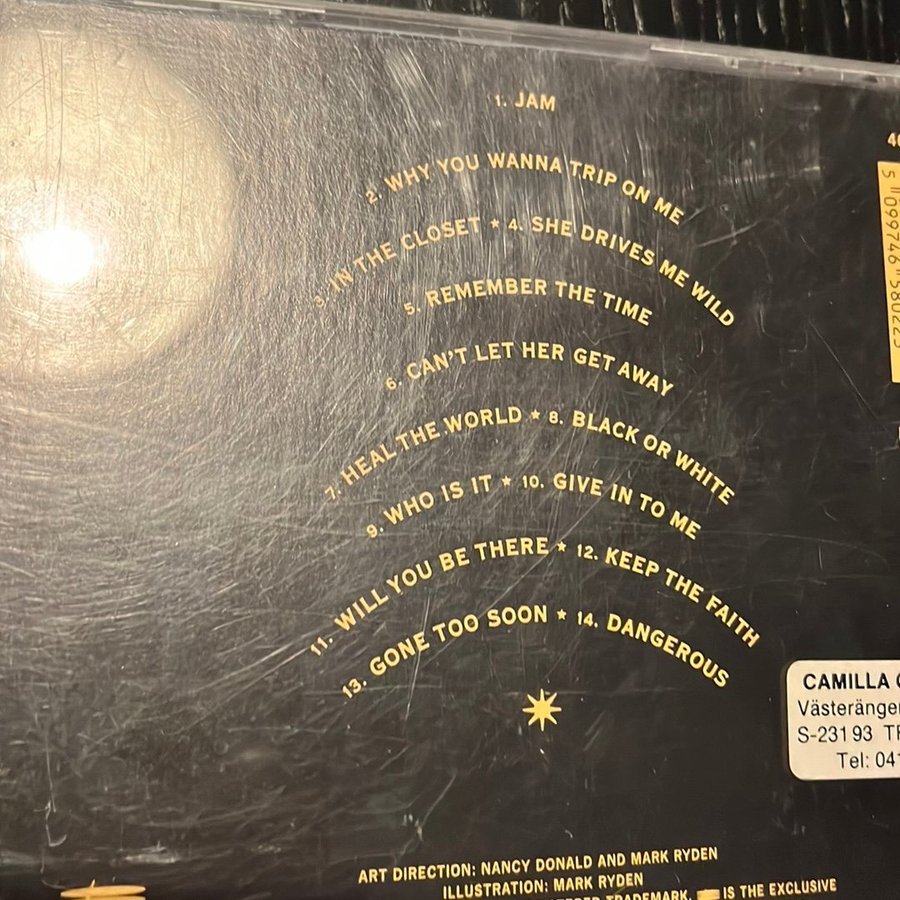 1. JAM
2. WHY YOU WANNA TRIP ON ME
3. IN THE CLOSET ★ 4. SHE DRIVES ME WILD
5. REMEMBER THE TIME
6. CAN'T LET HER GET AWAY
7. HEAL THE WORLD ★ 8. BLACK OR WHITE
9. WHO IS IT ★ 10. GIVE IN TO ME
11. WILL YOU BE THERE ★ 12. KEEP THE FAITH
13. GONE TOO SOON ★ 14. DANGEROUS
5 099746 580223
CAMILLA
S-231 93
Tel: 04
ART DIRECTION: NANCY DONALD AND MARK RYDEN
ILLUSTRATION: MARK RYDEN
TRADEMARK, IS THE EXCLUSIVE